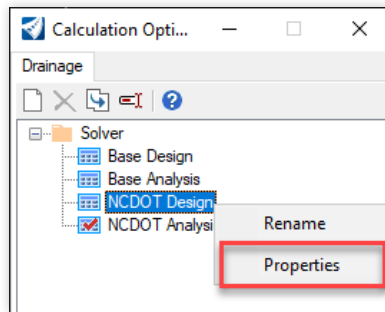 Calculation Opti...
Drainage
Solver
Base Design
Base Analysis
NCDOT Design
NCDOT Analysi
Rename
Properties